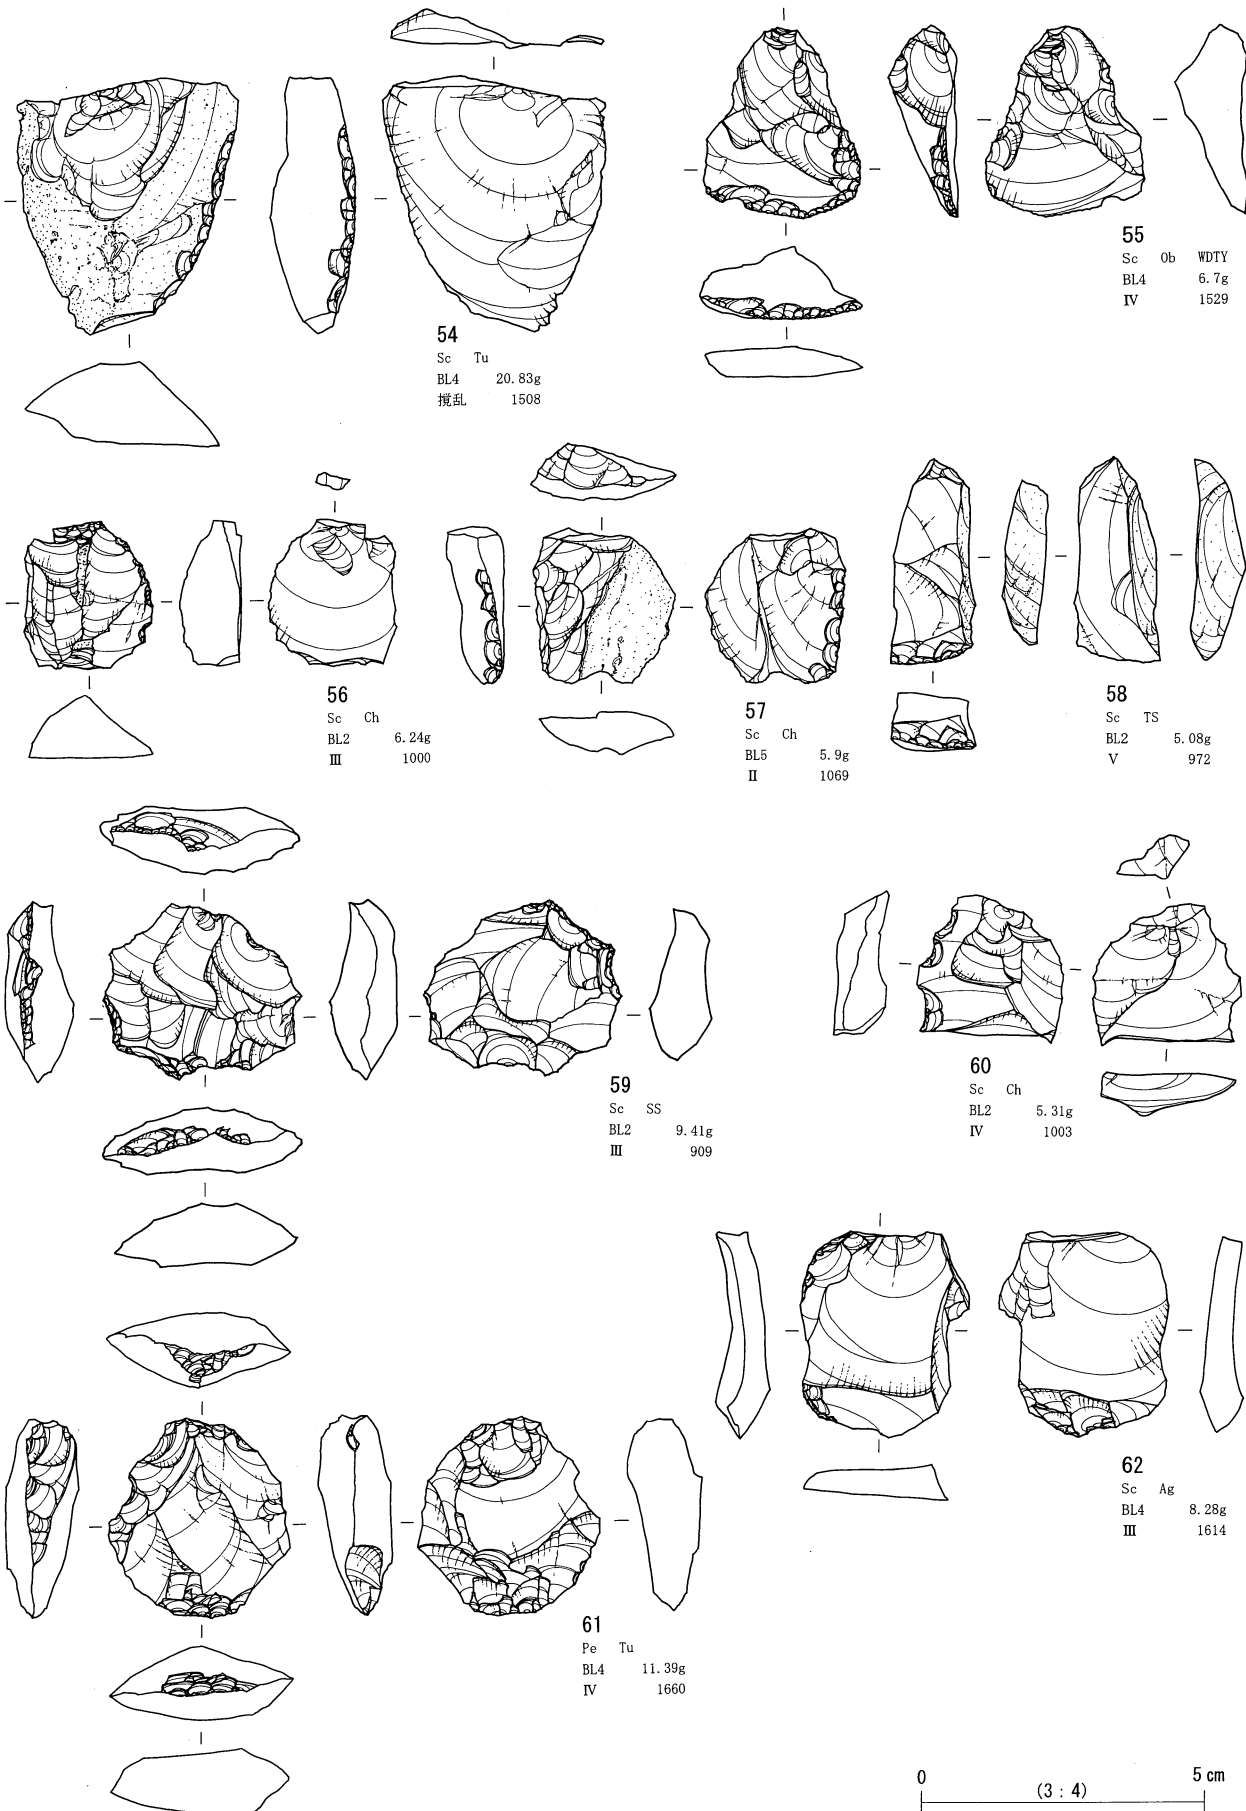 54
Sc Tu
BL4 20.83g
撹乱 1508
55
Sc Ob WDTY
BL4 6.7g
Ⅳ 1529
56
Sc Ch
BL2 6.24g
Ⅲ 1000
57
Sc Ch
BL5 5.9g
Ⅱ 1069
58
Sc TS
BL2 5.08g
Ⅴ 972
59
Sc SS
BL2 9.41g
Ⅲ 909
60
Sc Ch
BL2 5.31g
Ⅳ 1003
61
Pe Tu
BL4 11.39g
Ⅳ 1660
62
Sc Ag
BL4 8.28g
Ⅲ 1614
0 (3 : 4) 5 cm